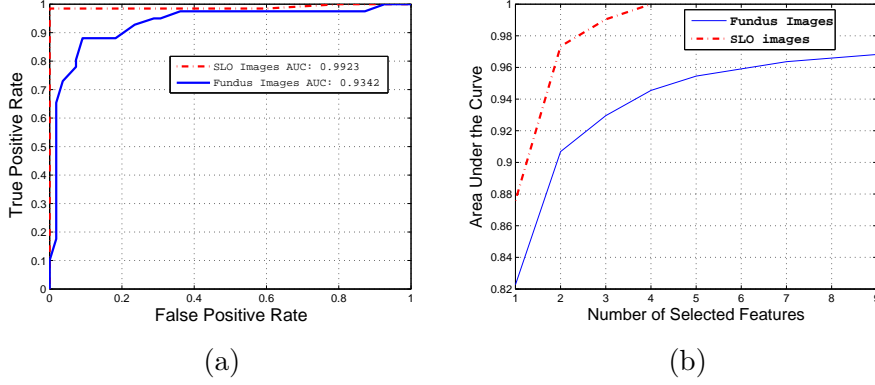 1
0.9
0.8
0.7
0.6
0.5
0.4
0.3
0.2
0.1
0
True Positive Rate
SLO Images AUC: 0.9923
Fundus Images AUC: 0.9342
0 0.2 0.4 0.6 0.8 1
False Positive Rate
(a)
1
0.98
0.96
0.94
0.92
0.9
0.88
0.86
0.84
0.82
Area Under the Curve
Fundus Images
SLO images
1 2 3 4 5 6 7 8 9
Number of Selected Features
(b)